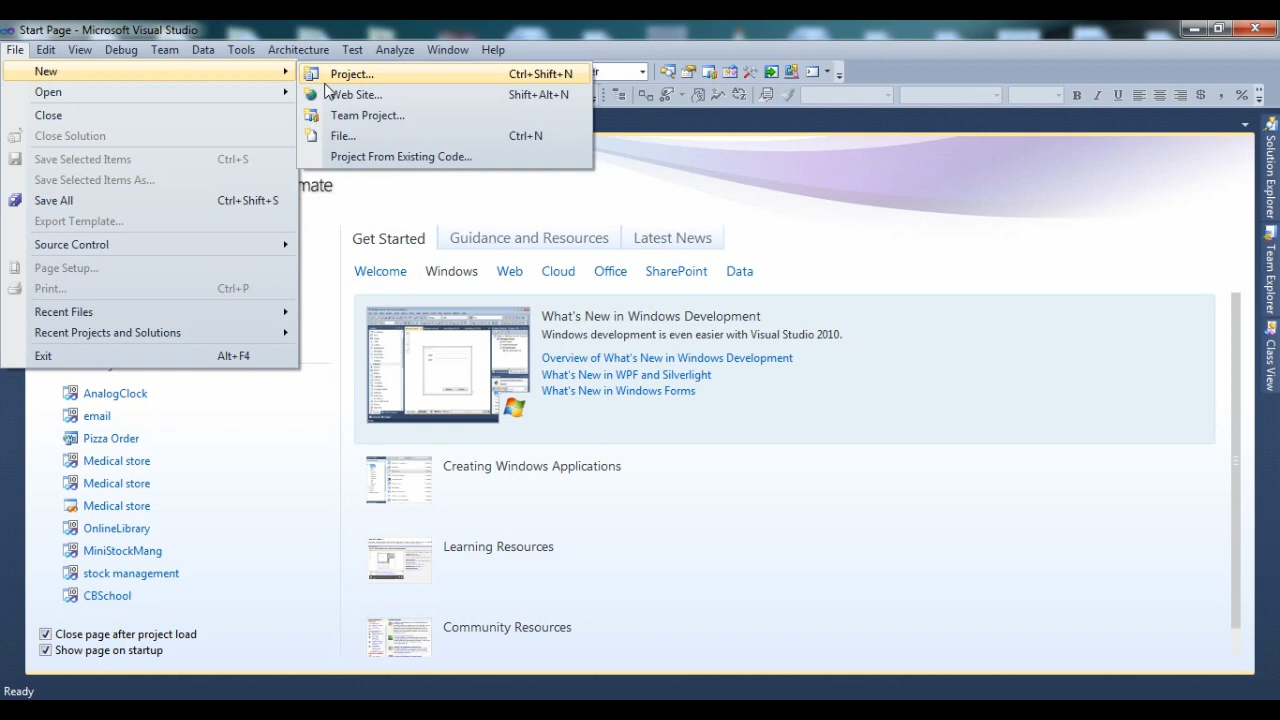 Start Page - Microsoft Visual Studio
File Edit View Debug Team Data Tools Architecture Test Analyze Window Help
New
Open
Close
Close Solution
Save Selected Items Ctrl+S
Save Selected Items As...
Save All Ctrl+Shift+S
Export Template...
Source Control
Page Setup...
Print... Ctrl+P
Recent Files
Recent Projects and Solutions
Exit Alt+F4
Project... Ctrl+Shift+N
Web Site... Shift+Alt+N
Team Project...
File... Ctrl+N
Project From Existing Code...
Get Started Guidance and Resources Latest News
Welcome Windows Web Cloud Office SharePoint Data
What's New in Windows Development
Windows development is even easier with Visual Studio 2010.
Overview of What's New in Windows Development
What's New in WPF and Silverlight
What's New in Windows Forms
Creating Windows Applications
Learning Resources
Community Resources
AnalogClock
email
Pizza Order
Medical store
Medical store
Medical store
OnlineLibrary
MiniStockMang
stock management
CBSchool
Close page after project load
Show page on startup
Solution Explorer
Team Explorer
Class View
Ready